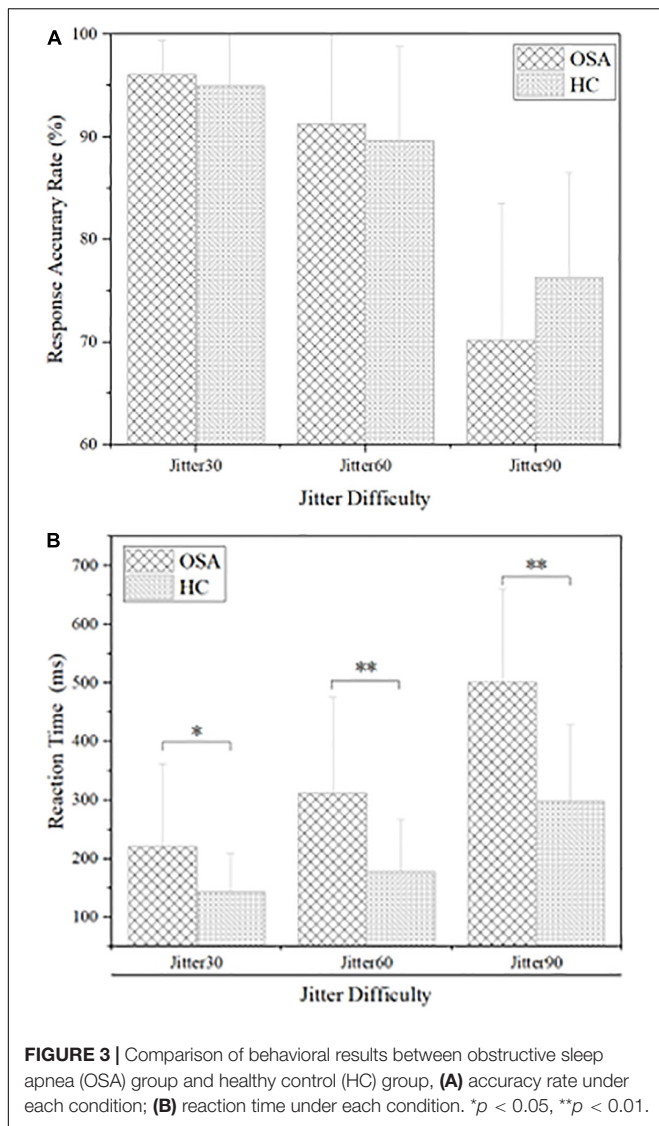 A
100
90
80
70
60
Response Accurary Rate (%)
OSA
HC
Jitter30 Jitter60 Jitter90
Jitter Difficulty
B
700
600
500
400
300
200
100
Reaction Time (ms)
OSA
HC
*
**
**
Jitter30 Jitter60 Jitter90
Jitter Difficulty
FIGURE 3 | Comparison of behavioral results between obstructive sleep
apnea (OSA) group and healthy control (HC) group, (A) accuracy rate under
each condition; (B) reaction time under each condition. *p < 0.05, **p < 0.01.